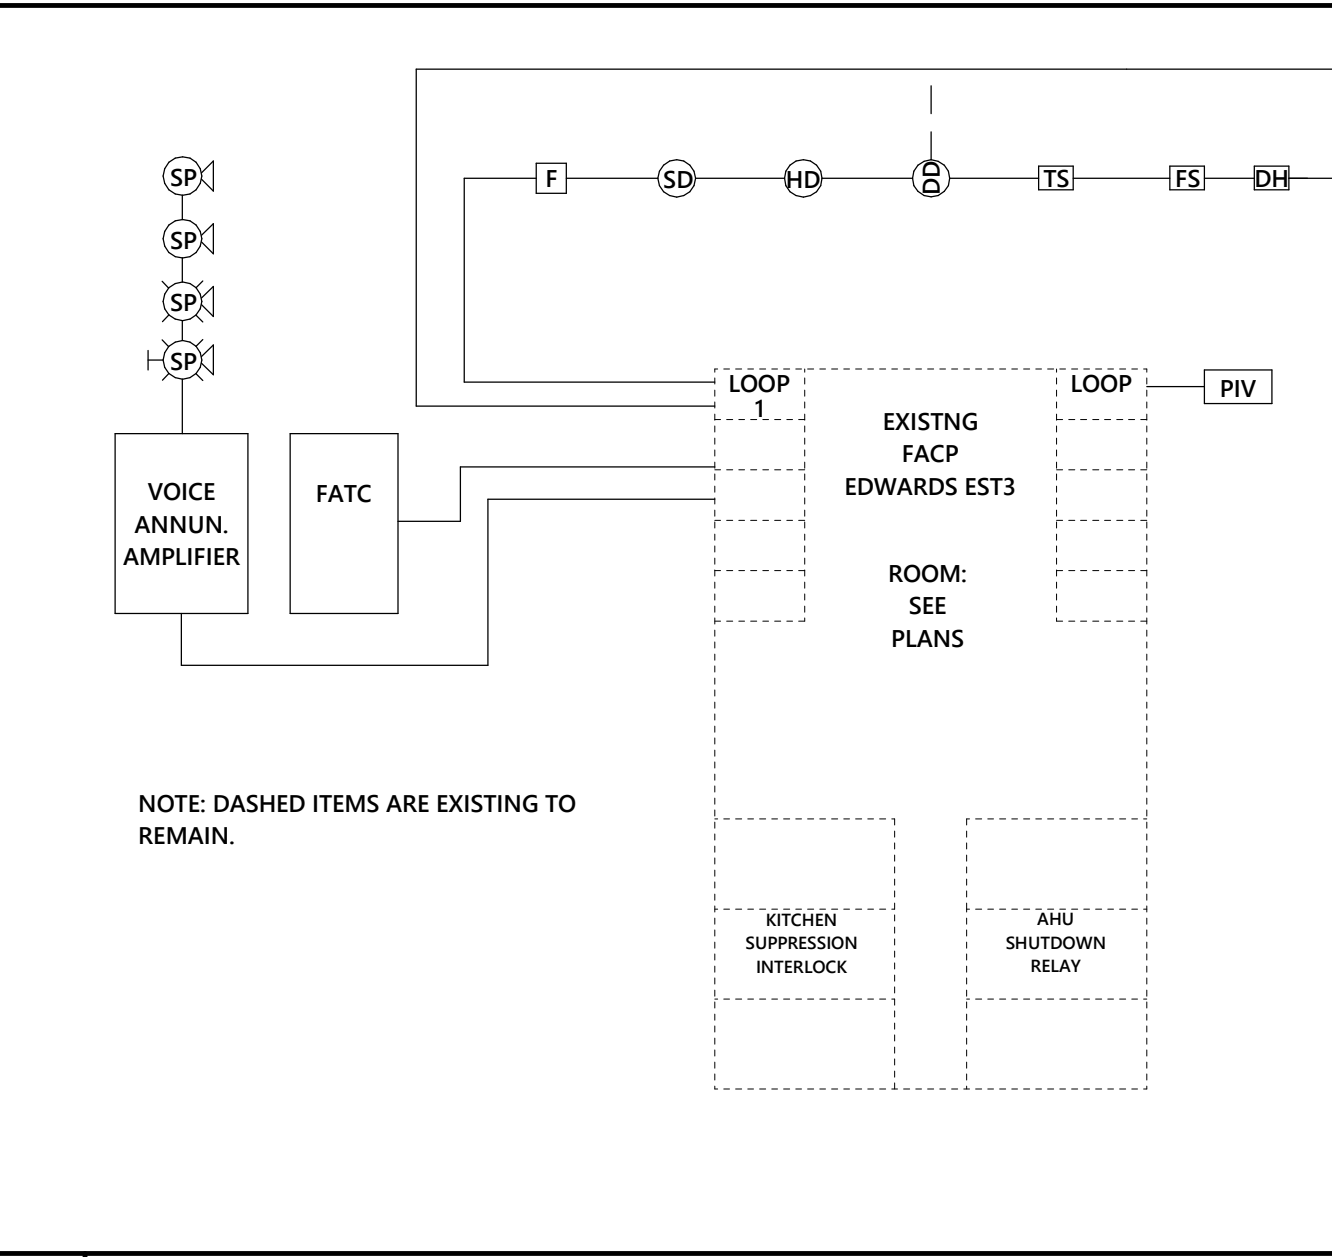 SP
SP
SP
SP
F
SD
HD
DD
TS
FS
DH
LOOP
1
LOOP
PIV
EXISTNG
FACP
EDWARDS EST3
ROOM:
SEE
PLANS
VOICE
ANNUN.
AMPLIFIER
FATC
NOTE: DASHED ITEMS ARE EXISTING TO
REMAIN.
KITCHEN
SUPPRESSION
INTERLOCK
AHU
SHUTDOWN
RELAY